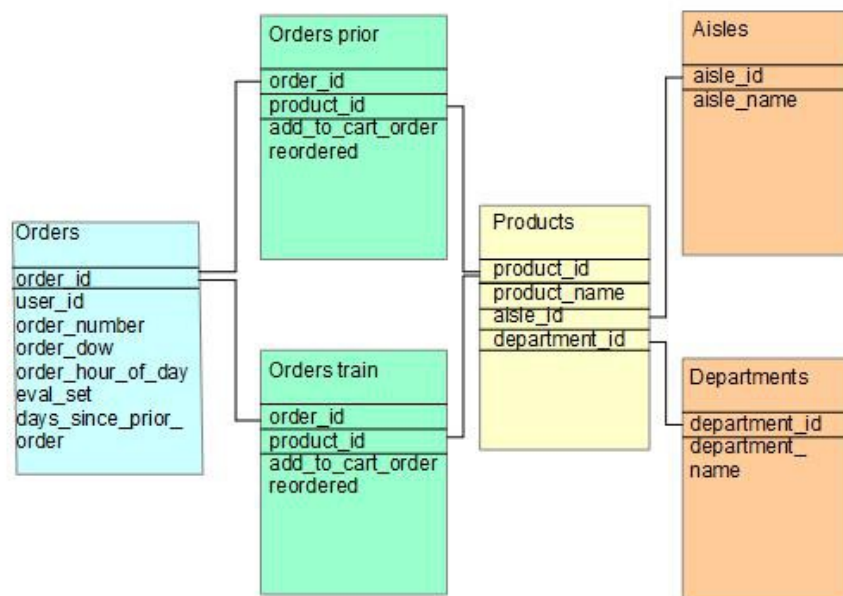 Orders
order_id
user_id
order_number
order_dow
order_hour_of_day
eval_set
days_since_prior_
order
Orders prior
order_id
product_id
add_to_cart_order
reordered
Orders train
order_id
product_id
add_to_cart_order
reordered
Products
product_id
product_name
aisle_id
department_id
Aisles
aisle_id
aisle_name
Departments
department_id
department_
name